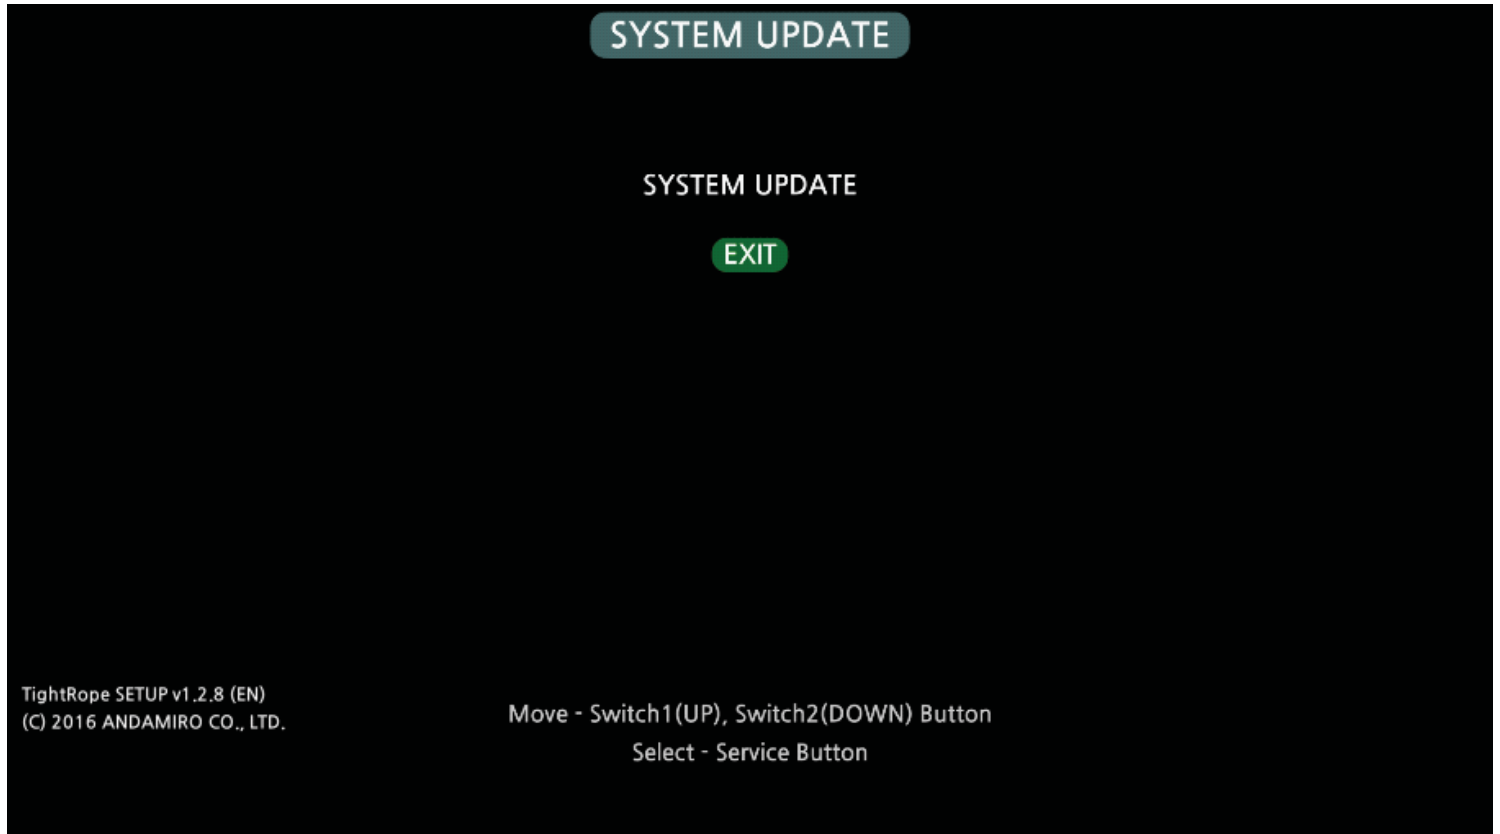 SYSTEM UPDATE
SYSTEM UPDATE
EXIT
TightRope SETUP v1.2.8 (EN)
(C) 2016 ANDAMIRO CO., LTD.
Move - Switch1(UP), Switch2(DOWN) Button
Select - Service Button